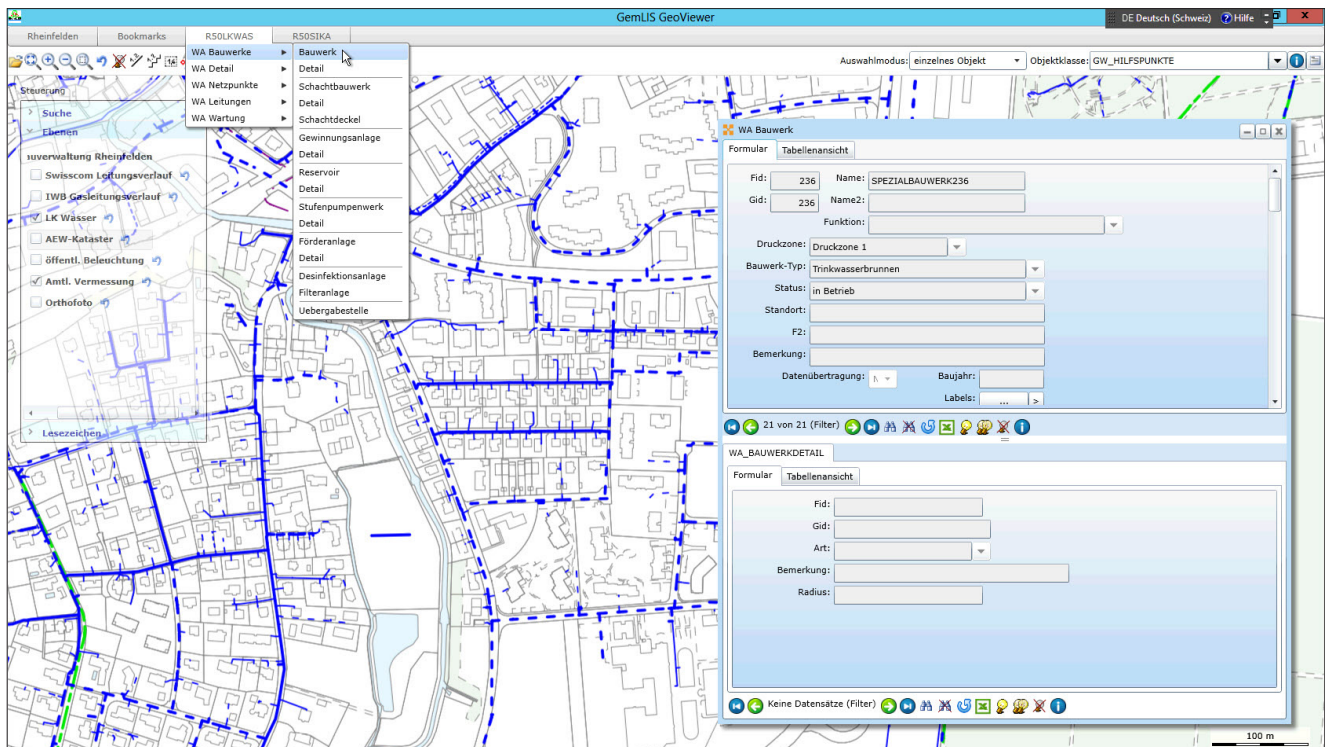 GemLIS GeoViewer
DE Deutsch (Schweiz) Hilfe
Rheinfelden Bookmarks R50LKWAS R50SIKA
Auswahlmodus: einzelnes Objekt Objektklasse: GW_HILFSPUNKTE
WA Bauwerke
WA Detail
WA Netzpunkte
WA Leitungen
WA Wartung
Bauwerk
Detail
Schachtbauwerk
Detail
Schachtdeckel
Gewinnungsanlage
Detail
Reservoir
Detail
Stufenpumpenwerk
Detail
Förderanlage
Detail
Desinfektionsanlage
Filteranlage
Uebergabestelle
Steuerung
Suche
Ebenen
uverwaltung Rheinfelden
Swisscom Leitungsverlauf
IWB Gasleitungsverlauf
LK Wasser
AEW-Kataster
öffentl. Beleuchtung
Amtl. Vermessung
Orthofoto
Lesezeichen
WA Bauwerk
Formular Tabellenansicht
Fid: 236 Name: SPEZIALBAUWERK236
Gid: 236 Name2:
Funktion:
Druckzone: Druckzone 1
Bauwerk-Typ: Trinkwasserbrunnen
Status: in Betrieb
Standort:
F2:
Bemerkung:
Datenübertragung: N Baujahr:
Labels: ... >
21 von 21 (Filter)
WA_BAUWERKDETAIL
Formular Tabellenansicht
Fid:
Gid:
Art:
Bemerkung:
Radius:
Keine Datensätze (Filter)
100 m